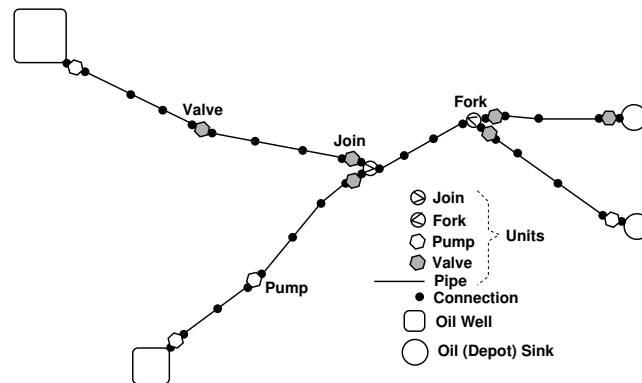 Valve
Fork
Join
Pump
Join
Fork
Pump
Valve
Units
Pipe
Connection
Oil Well
Oil (Depot) Sink